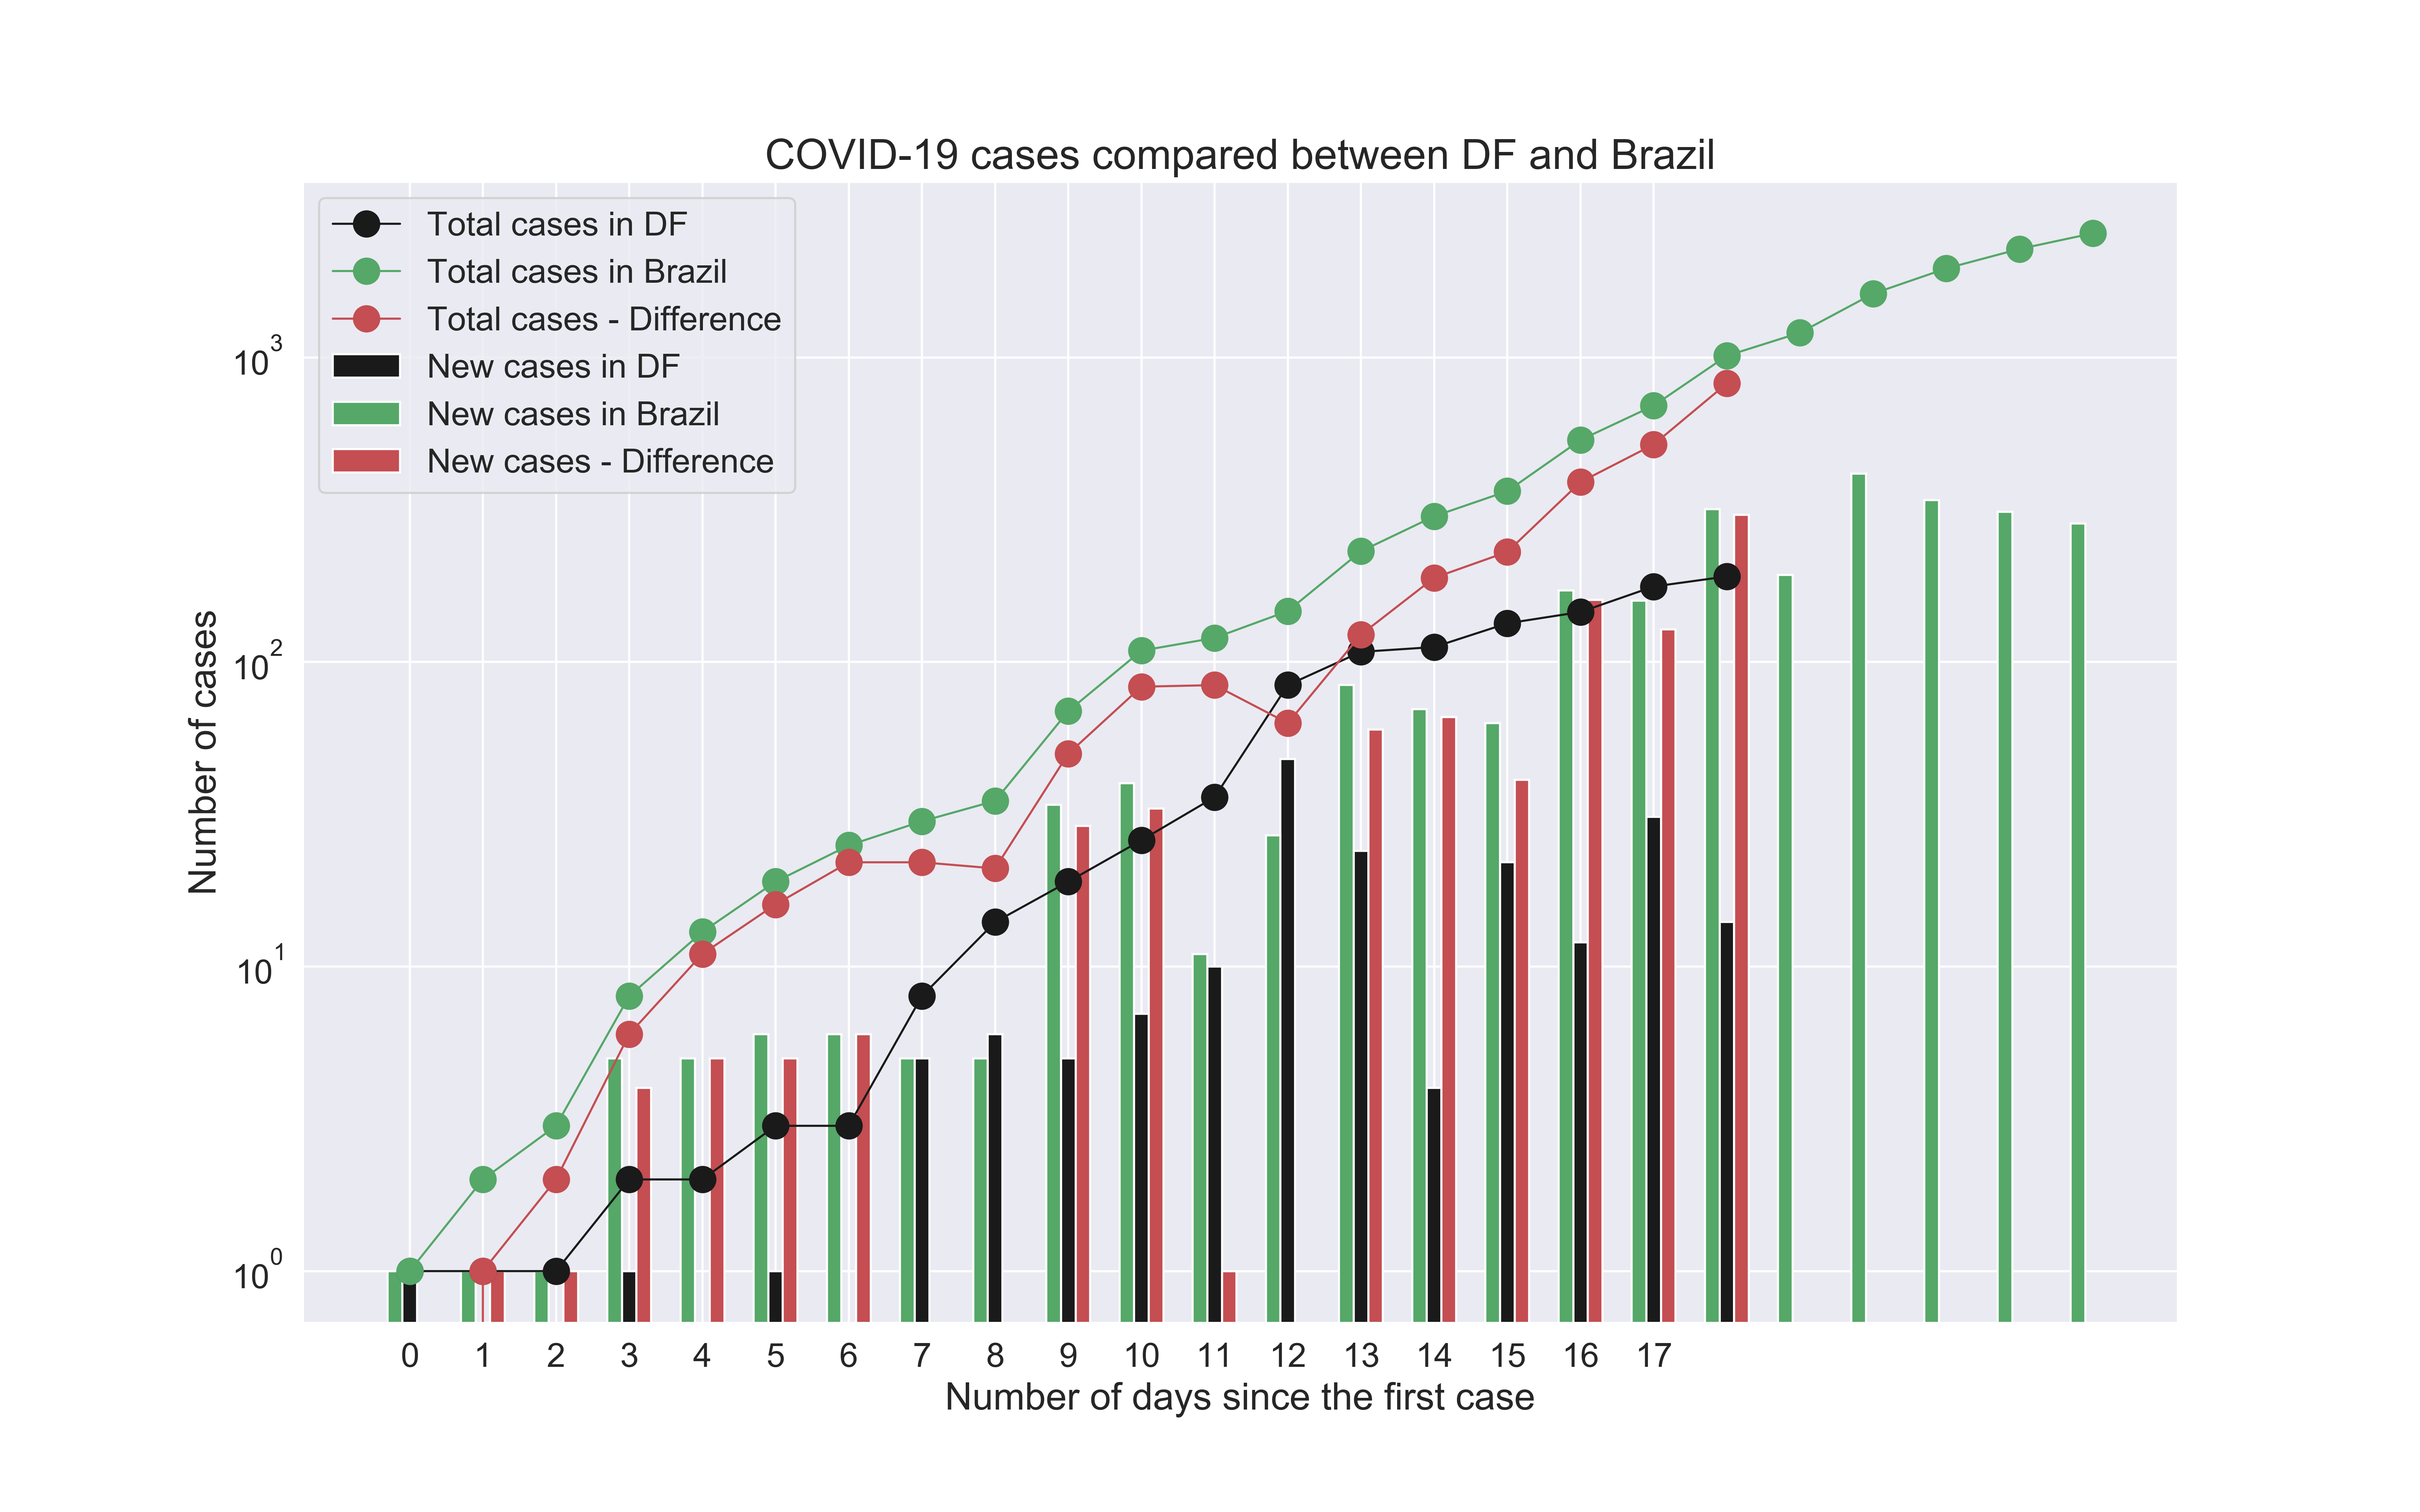 COVID-19 cases compared between DF and Brazil
Total cases in DF
Total cases in Brazil
Total cases - Difference
New cases in DF
New cases in Brazil
New cases - Difference
Number of cases
10³
10²
10¹
10⁰
0 1 2 3 4 5 6 7 8 9 10 11 12 13 14 15 16 17
Number of days since the first case